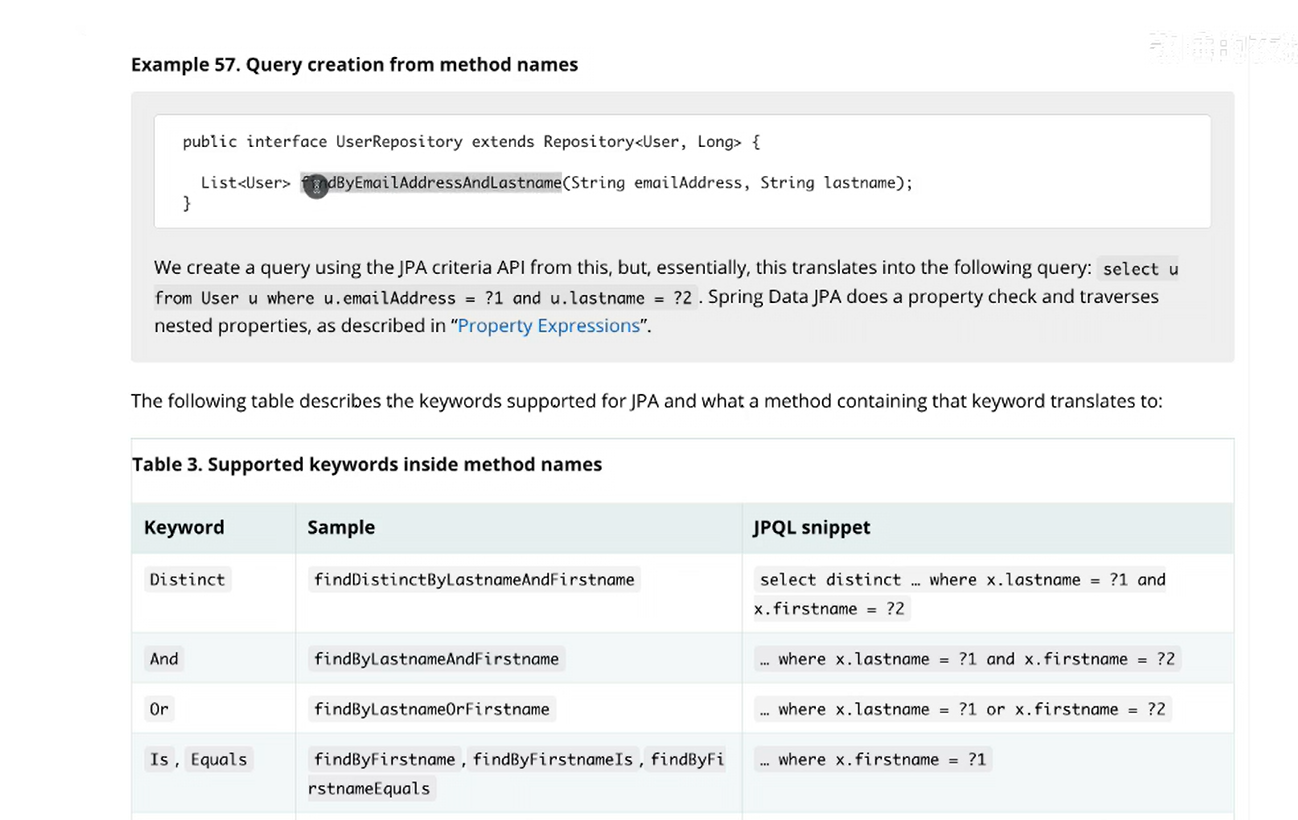 Example 57. Query creation from method names
public interface UserRepository extends Repository<User, Long> {
List<User> findByEmailAddressAndLastname(String emailAddress, String lastname);
}
We create a query using the JPA criteria API from this, but, essentially, this translates into the following query: select u
from User u where u.emailAddress = ?1 and u.lastname = ?2 . Spring Data JPA does a property check and traverses
nested properties, as described in “Property Expressions”.
The following table describes the keywords supported for JPA and what a method containing that keyword translates to:
Table 3. Supported keywords inside method names
Keyword Sample JPQL snippet
Distinct findDistinctByLastnameAndFirstname select distinct … where x.lastname = ?1 and
x.firstname = ?2
And findByLastnameAndFirstname … where x.lastname = ?1 and x.firstname = ?2
Or findByLastnameOrFirstname … where x.lastname = ?1 or x.firstname = ?2
Is , Equals findByFirstname , findByFirstnameIs , findByFi … where x.firstname = ?1
rstnameEquals